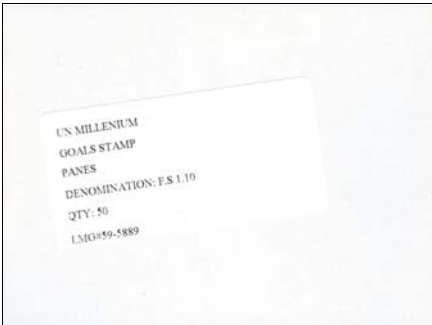 UN MILLENIUM
GOALS STAMP
PANES
DENOMINATION: F.S 1.10
QTY: 50
LMG#59-5889